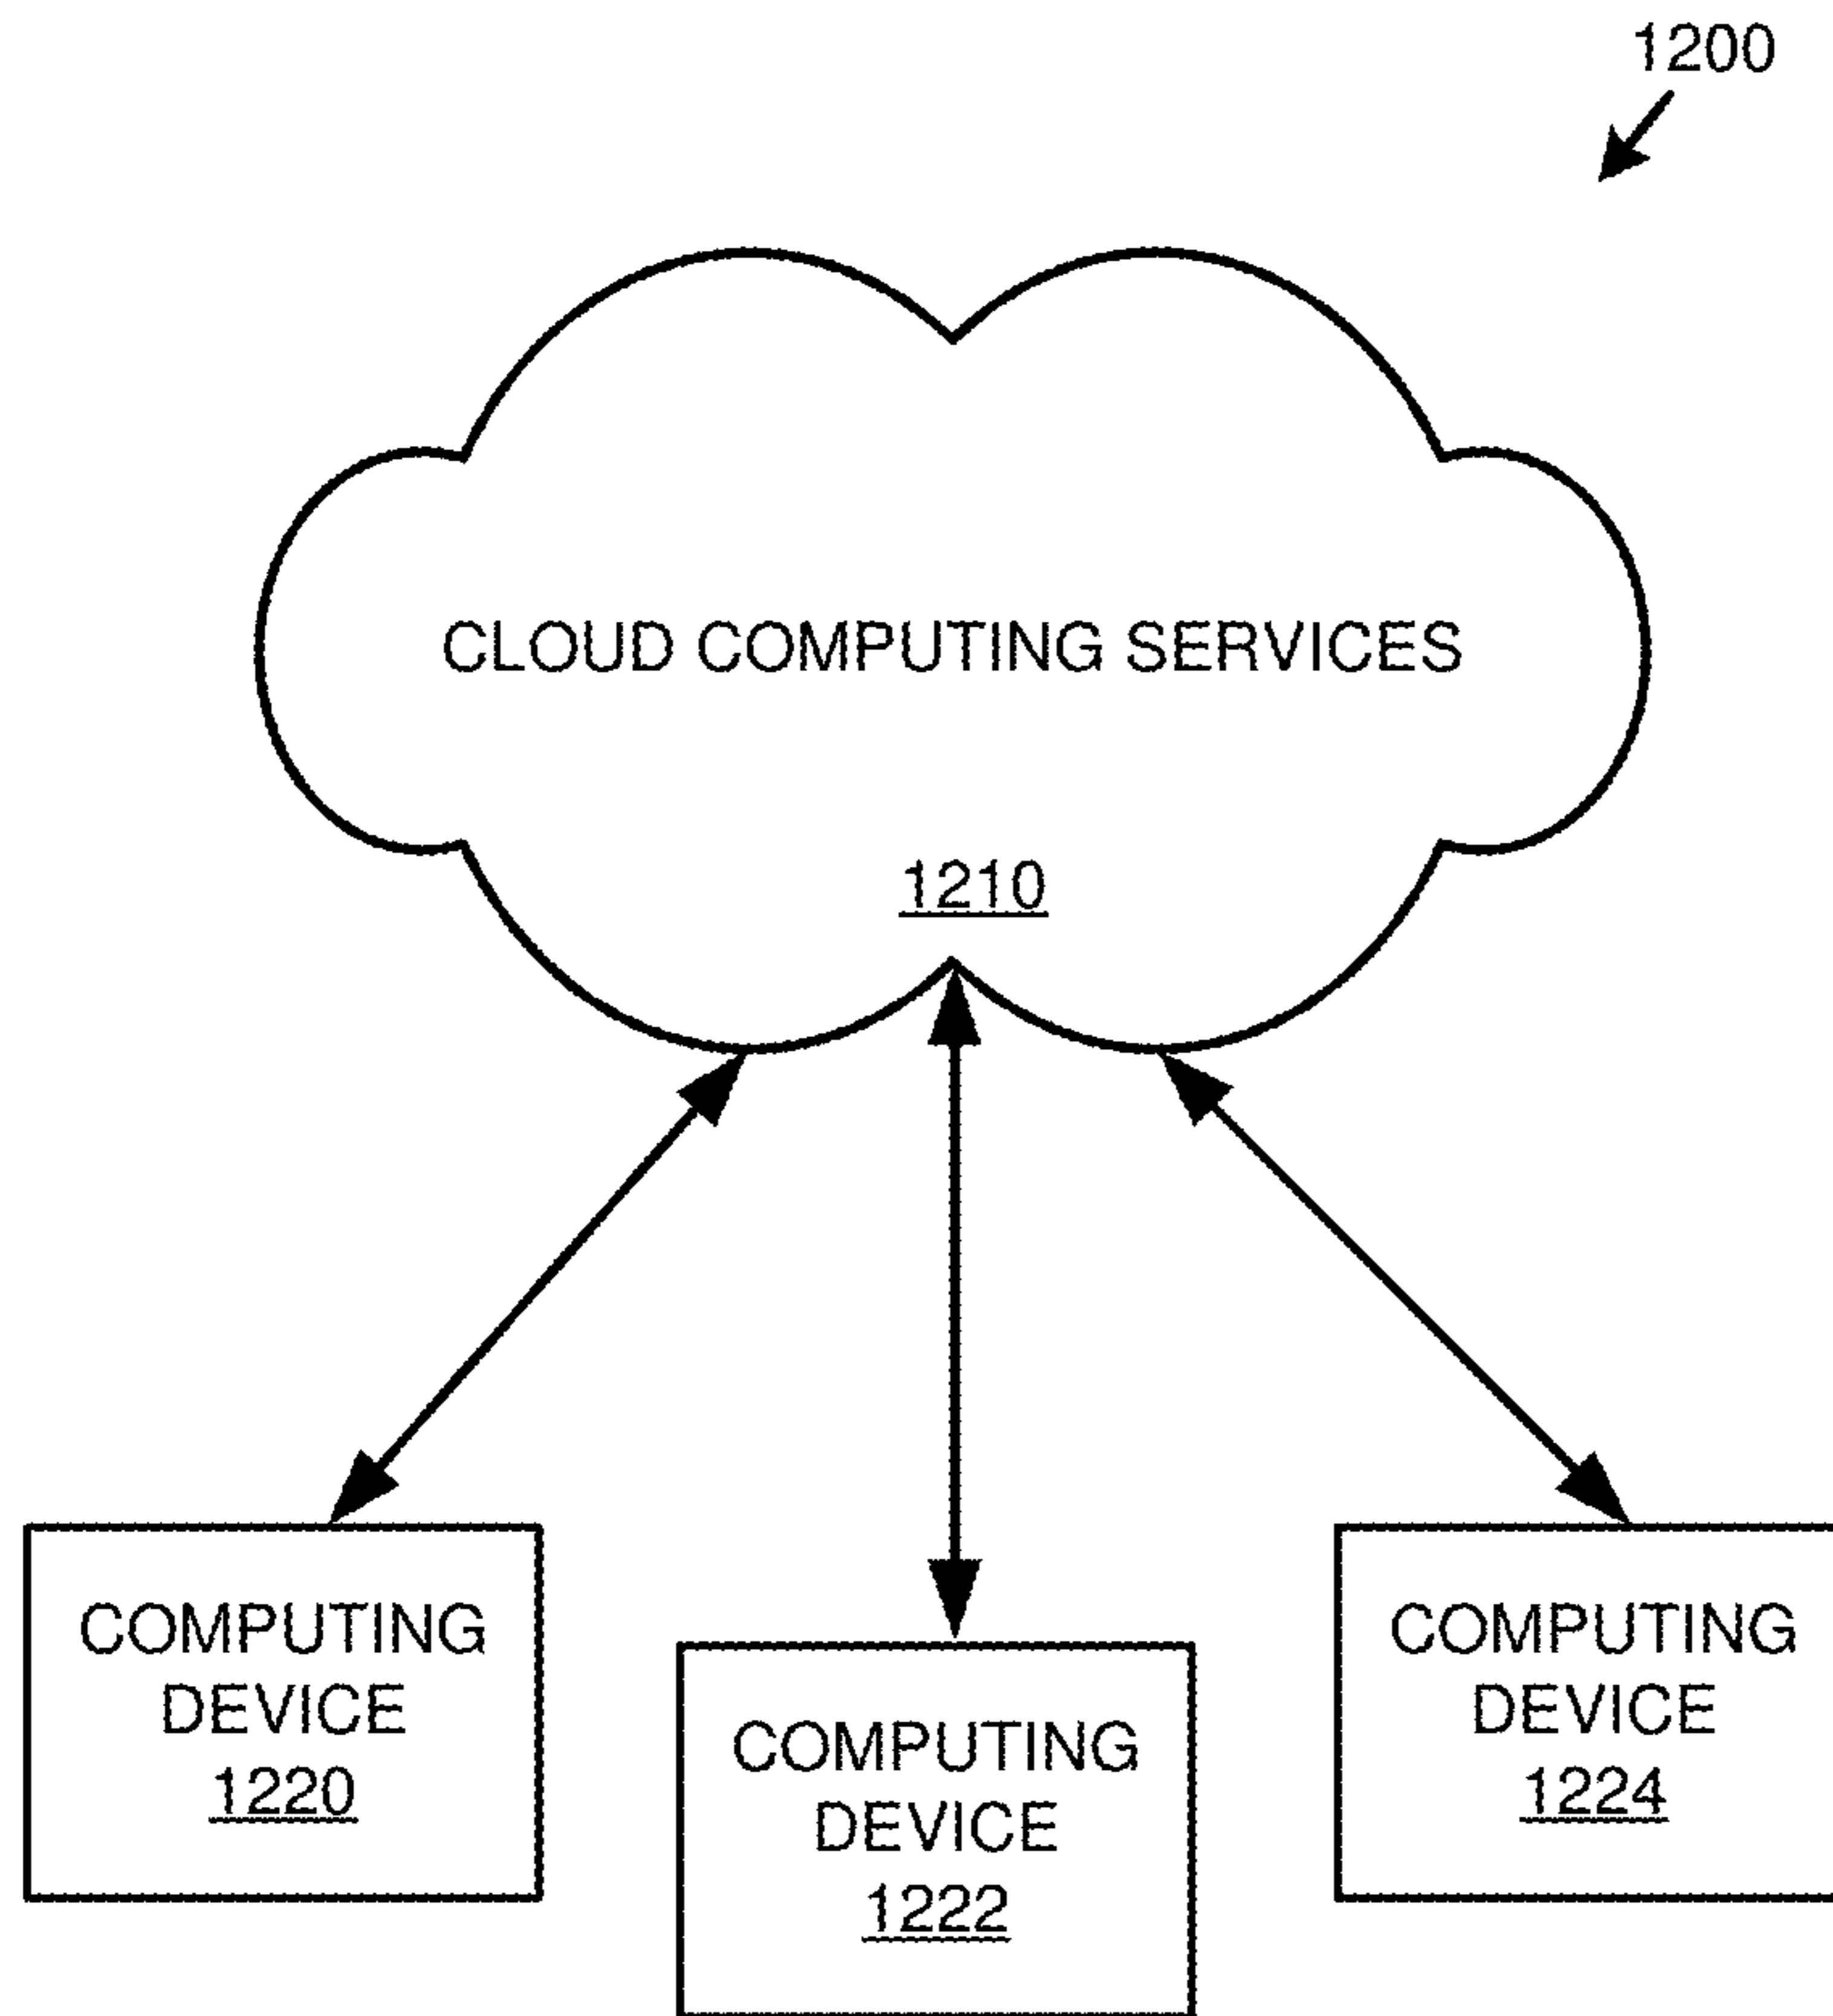 1200
CLOUD COMPUTING SERVICES
1210
COMPUTING
DEVICE
1220
COMPUTING
DEVICE
1222
COMPUTING
DEVICE
1224